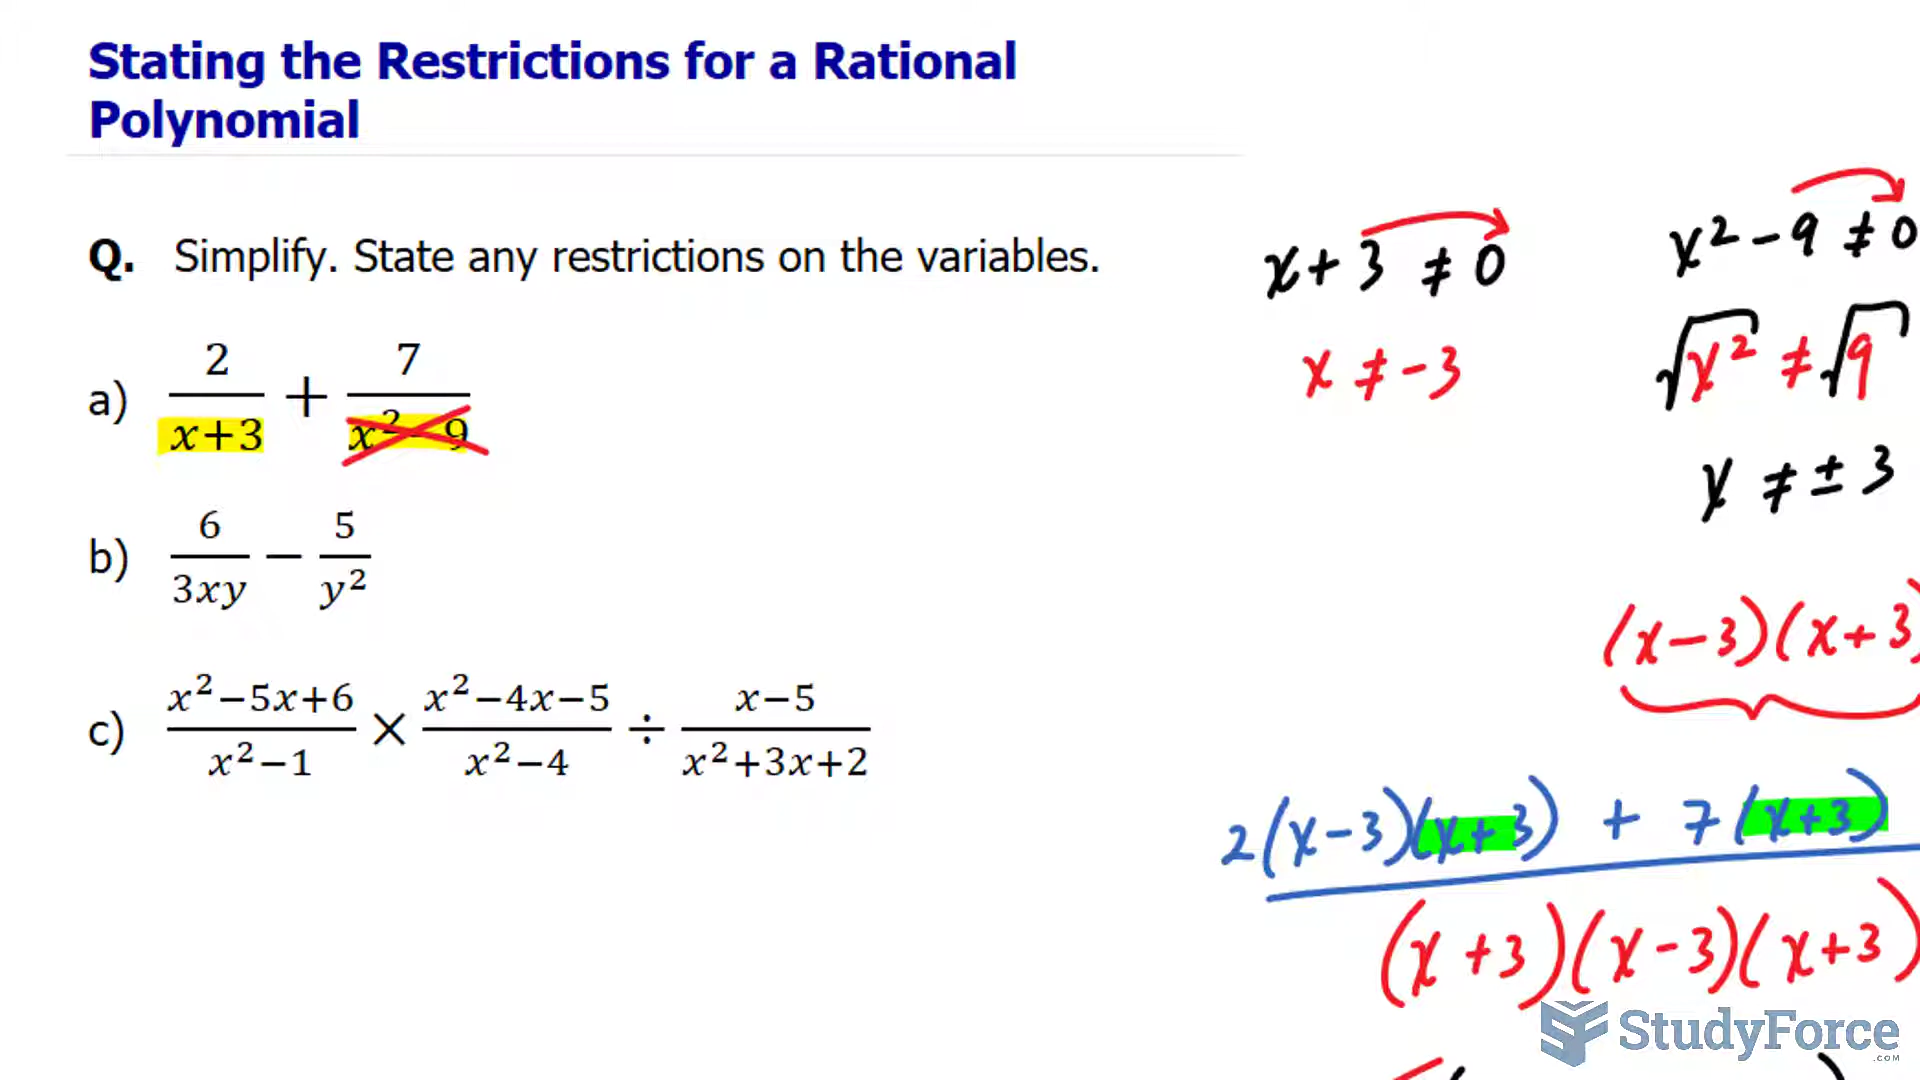 Stating the Restrictions for a Rational
Polynomial
Q. Simplify. State any restrictions on the variables.
a) 2/(x+3) + 7/(x²−9)
b) 6/(3xy) − 5/y²
c) (x²−5x+6)/(x²−1) × (x²−4x−5)/(x²−4) ÷ (x−5)/(x²+3x+2)
x+3 ≠ 0
x ≠ −3
x²−9 ≠ 0
√x² ≠ √9
x ≠ ±3
(x−3)(x+3)
2(x−3)(x+3) + 7(x+3)
(x+3)(x−3)(x+3)
StudyForce
.COM